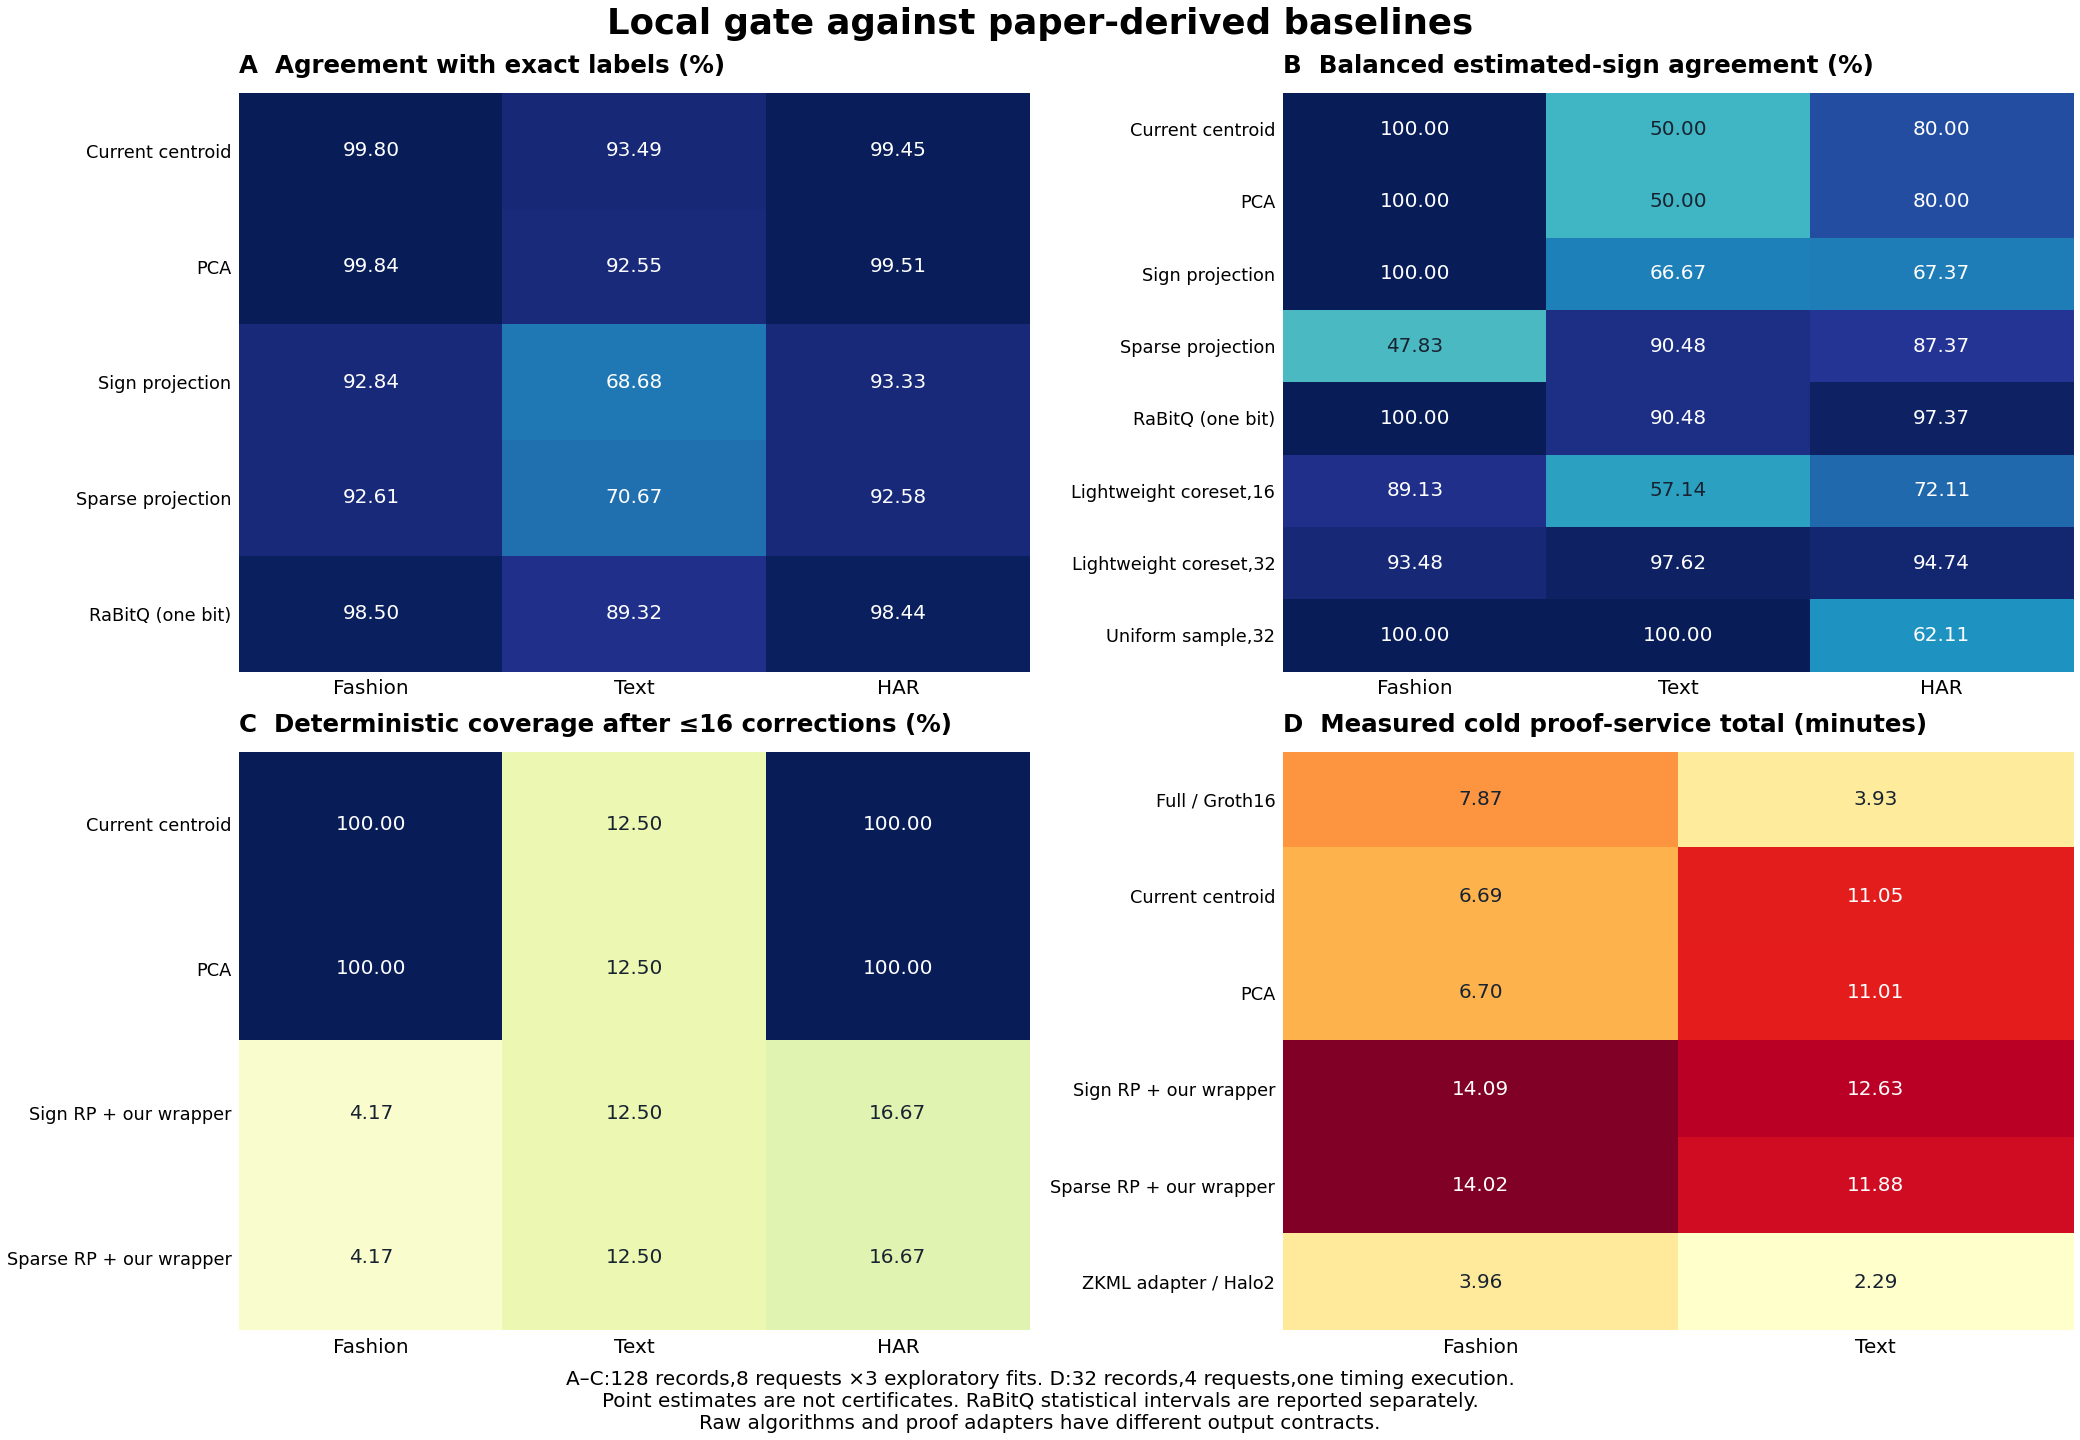 Local gate against paper-derived baselines
A  Agreement with exact labels (%)
Current centroid 99.80 93.49 99.45
PCA 99.84 92.55 99.51
Sign projection 92.84 68.68 93.33
Sparse projection 92.61 70.67 92.58
RaBitQ (one bit) 98.50 89.32 98.44
Fashion Text HAR
B  Balanced estimated-sign agreement (%)
Current centroid 100.00 50.00 80.00
PCA 100.00 50.00 80.00
Sign projection 100.00 66.67 67.37
Sparse projection 47.83 90.48 87.37
RaBitQ (one bit) 100.00 90.48 97.37
Lightweight coreset,16 89.13 57.14 72.11
Lightweight coreset,32 93.48 97.62 94.74
Uniform sample,32 100.00 100.00 62.11
Fashion Text HAR
C  Deterministic coverage after ≤16 corrections (%)
Current centroid 100.00 12.50 100.00
PCA 100.00 12.50 100.00
Sign RP + our wrapper 4.17 12.50 16.67
Sparse RP + our wrapper 4.17 12.50 16.67
Fashion Text HAR
D  Measured cold proof-service total (minutes)
Full / Groth16 7.87 3.93
Current centroid 6.69 11.05
PCA 6.70 11.01
Sign RP + our wrapper 14.09 12.63
Sparse RP + our wrapper 14.02 11.88
ZKML adapter / Halo2 3.96 2.29
Fashion Text
A–C:128 records,8 requests ×3 exploratory fits. D:32 records,4 requests,one timing execution.
Point estimates are not certificates. RaBitQ statistical intervals are reported separately.
Raw algorithms and proof adapters have different output contracts.